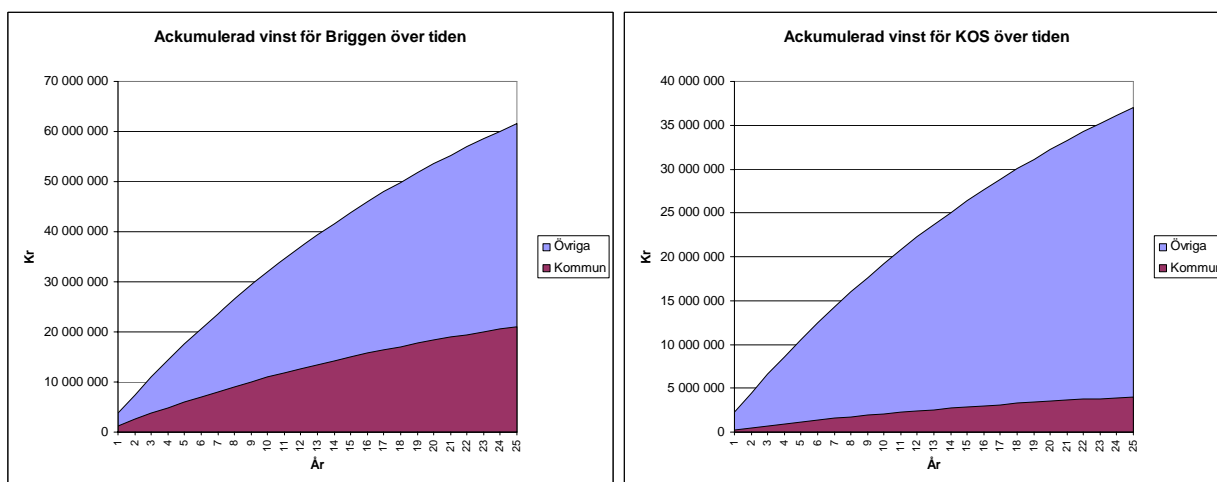 Ackumulerad vinst för Briggen över tiden
70 000 000
60 000 000
50 000 000
40 000 000
30 000 000
20 000 000
10 000 000
0
Kr
1 2 3 4 5 6 7 8 9 10 11 12 13 14 15 16 17 18 19 20 21 22 23 24 25
År
Övriga
Kommun
Ackumulerad vinst för KOS över tiden
40 000 000
35 000 000
30 000 000
25 000 000
20 000 000
15 000 000
10 000 000
5 000 000
0
Kr
1 2 3 4 5 6 7 8 9 10 11 12 13 14 15 16 17 18 19 20 21 22 23 24 25
År
Övriga
Kommun